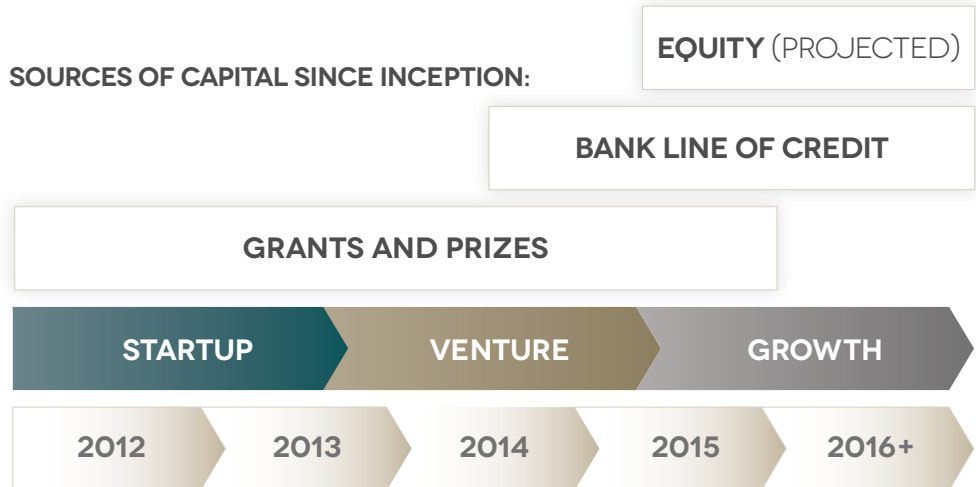 EQUITY (PROJECTED)
SOURCES OF CAPITAL SINCE INCEPTION:
BANK LINE OF CREDIT
GRANTS AND PRIZES
STARTUP VENTURE GROWTH
2012 2013 2014 2015 2016+